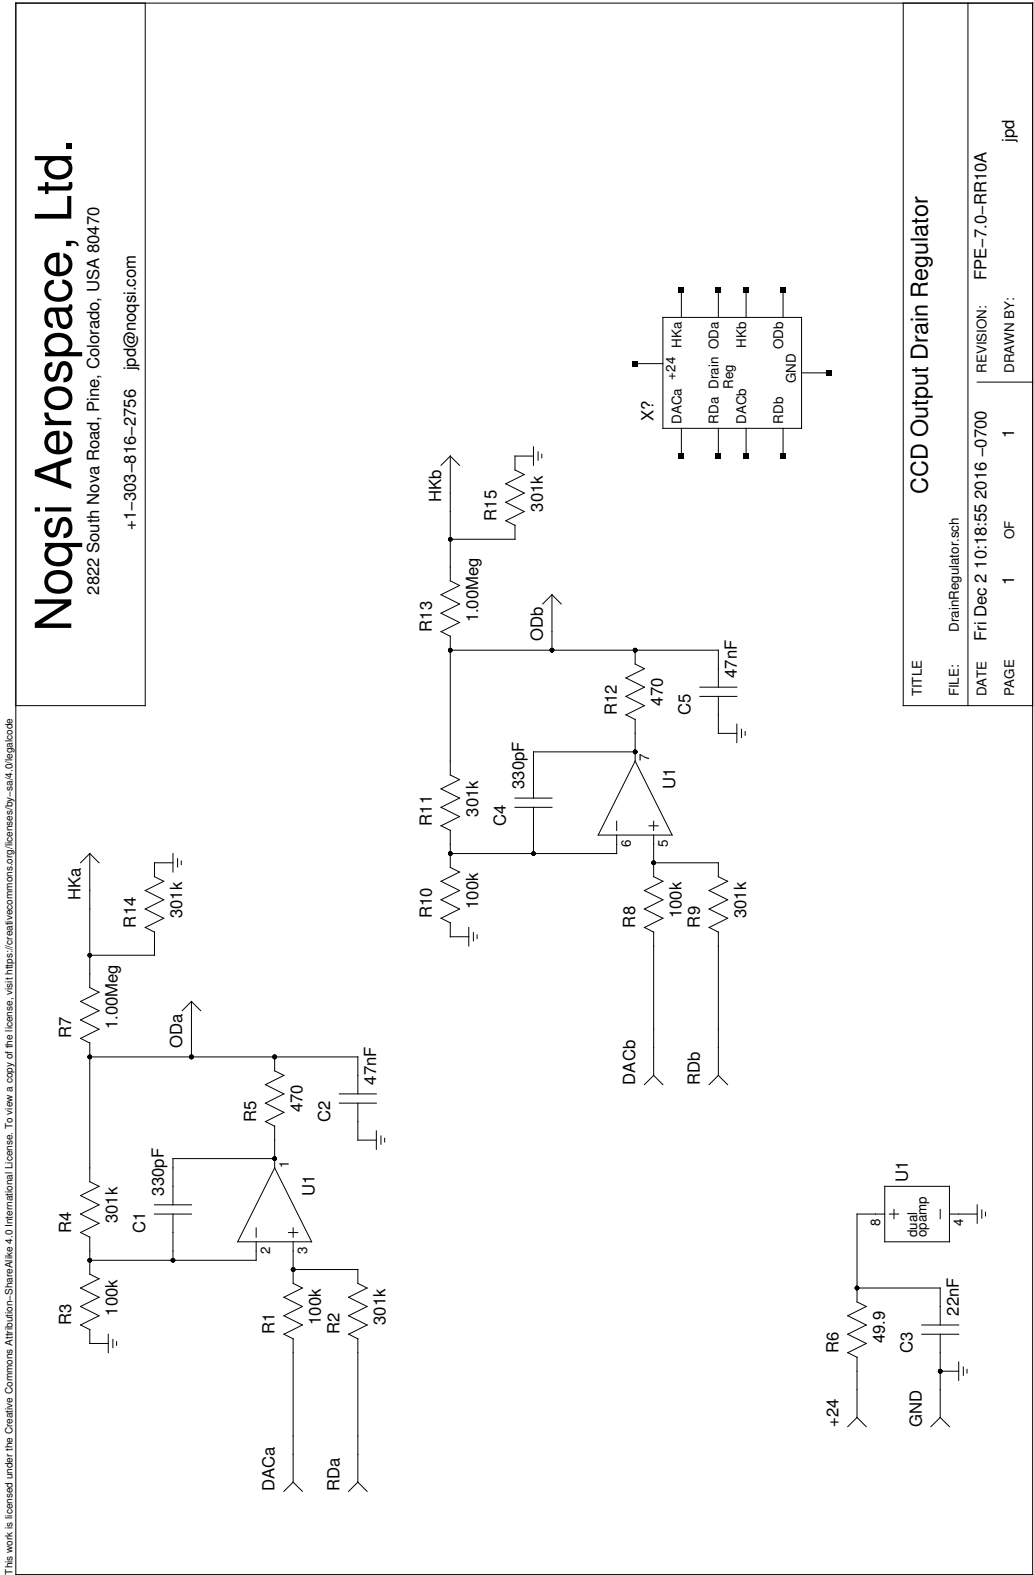 This work is licensed under the Creative Commons Attribution−ShareAlike 4.0 International License. To view a copy of the license, visit https://creativecommons.org/licenses/by−sa/4.0/legalcode
Noqsi Aerospace, Ltd.
2822 South Nova Road, Pine, Colorado, USA 80470
+1−303−816−2756 jpd@noqsi.com
R3
100k
R4
301k
R7
1.00Meg
HKa
R14
301k
C1
330pF
ODa
U1
2
3
1
−
+
R5
470
C2
47nF
DACa
R1
100k
RDa
R2
301k
R10
100k
R11
301k
R13
1.00Meg
HKb
R15
301k
C4
330pF
ODb
U1
6
5
7
−
+
R12
470
C5
47nF
DACb
R8
100k
RDb
R9
301k
X?
DACa +24 HKa
RDa Drain ODa
Reg
DACb HKb
RDb ODb
GND
+24
R6
49.9
GND
C3
22nF
U1
8
+
dual
opamp
−
4
TITLE
CCD Output Drain Regulator
FILE: DrainRegulator.sch
DATE Fri Dec 2 10:18:55 2016 −0700
REVISION: FPE−7.0−RR10A
PAGE 1 OF 1
DRAWN BY: jpd